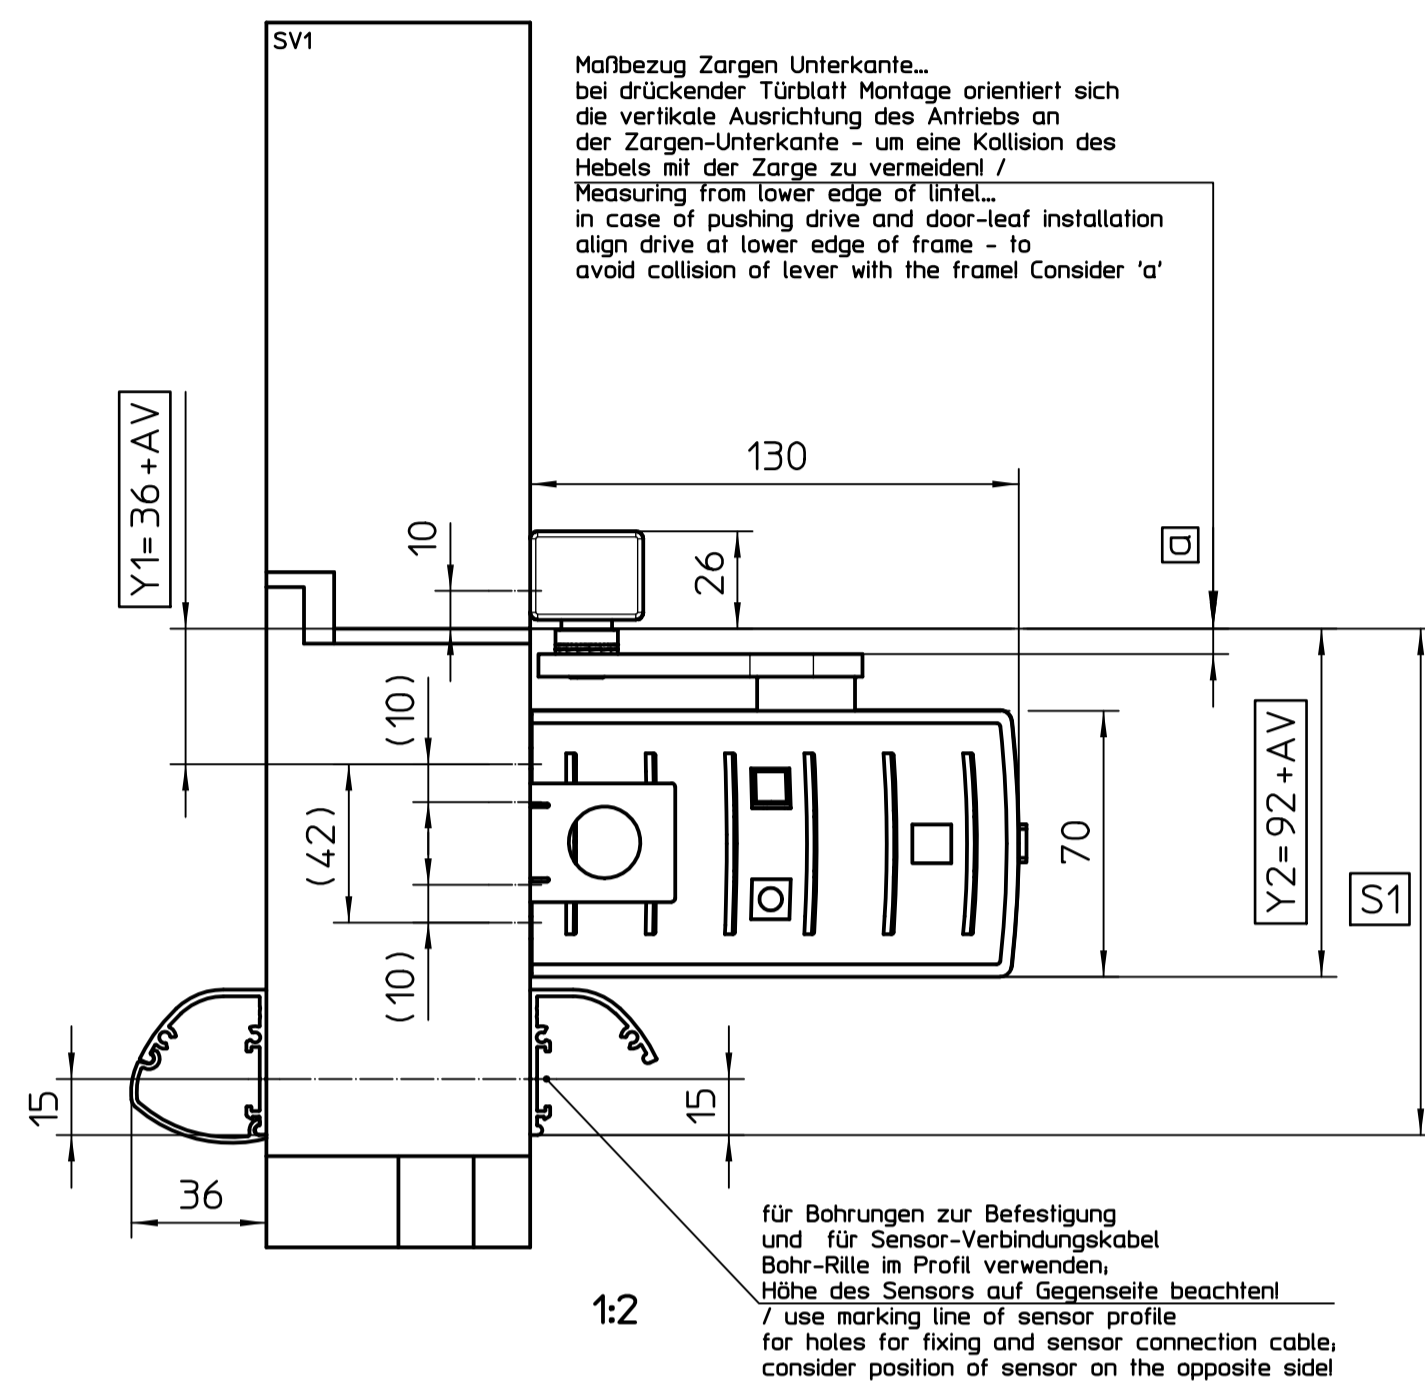 SV1
Maßbezug Zargen Unterkante...
bei drückender Türblatt Montage orientiert sich
die vertikale Ausrichtung des Antriebs an
der Zargen-Unterkante - um eine Kollision des
Hebels mit der Zarge zu vermeiden! /
Measuring from lower edge of lintel...
in case of pushing drive and door-leaf installation
align drive at lower edge of frame - to
avoid collision of lever with the frame! Consider 'a'
Y1=36+AV
130
10
26
a
(10)
(42)
70
Y2=92+AV
S1
(10)
15
15
36
für Bohrungen zur Befestigung
und für Sensor-Verbindungskabel
Bohr-Rille im Profil verwenden;
Höhe des Sensors auf Gegenseite beachten!
/ use marking line of sensor profile
for holes for fixing and sensor connection cable;
consider position of sensor on the opposite side!
1:2